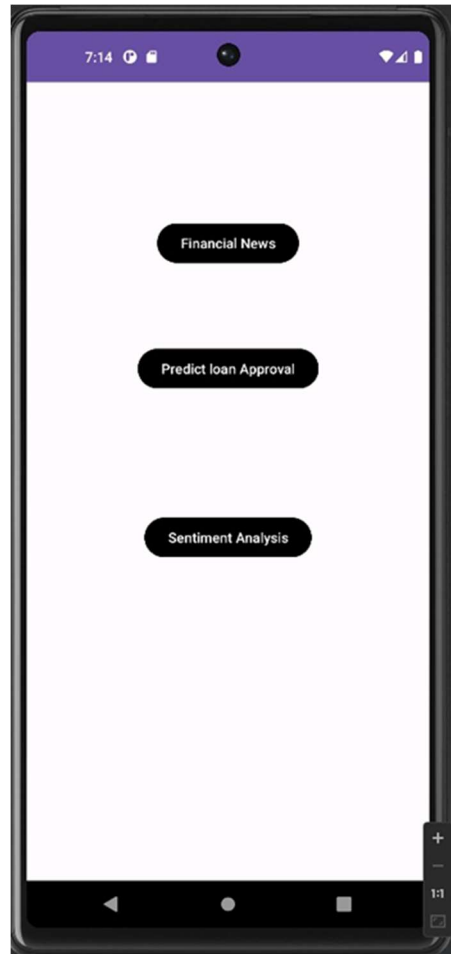 7:14
Financial News
Predict loan Approval
Sentiment Analysis
1:1